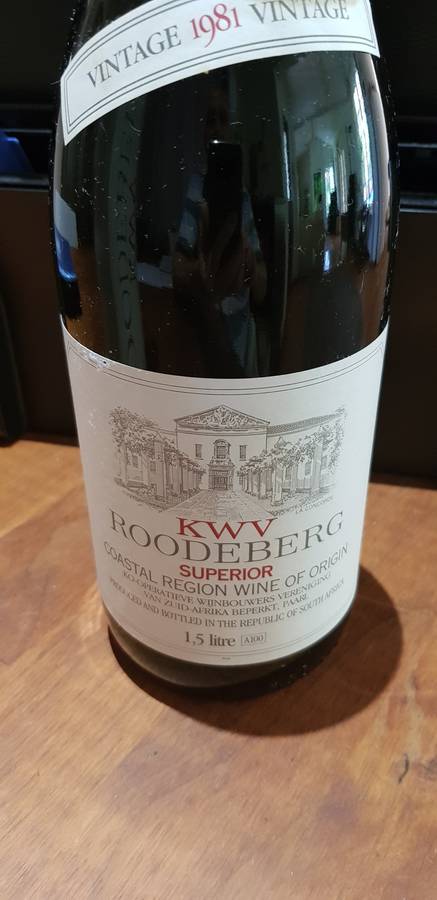 VINTAGE 1981 VINTAGE
LA CONCORDE
KWV
ROODEBERG
SUPERIOR
COASTAL REGION WINE OF ORIGIN
KO-OPERATIEVE WIJNBOUWERS VERENIGING
VAN ZUID-AFRIKA BEPERKT, PAARL
PRODUCED AND BOTTLED IN THE REPUBLIC OF SOUTH AFRICA
1,5 litre A100